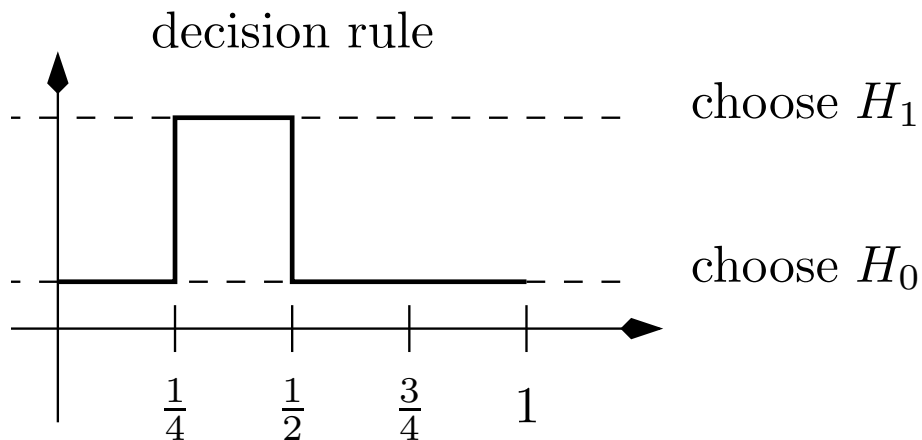 decision rule
choose H₁
choose H₀
1/4 1/2 3/4 1